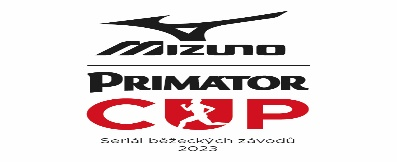 MIZUNO
PRIMATOR
CUP
Seriál běžeckých závodů
2023